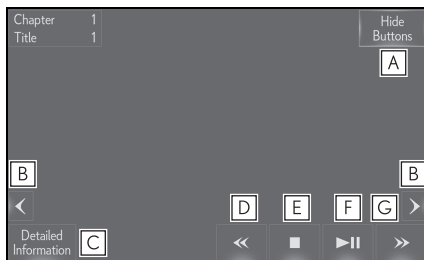 Chapter 1
Title 1
Hide
Buttons
A
B
B
D
E
F
G
Detailed
Information
C